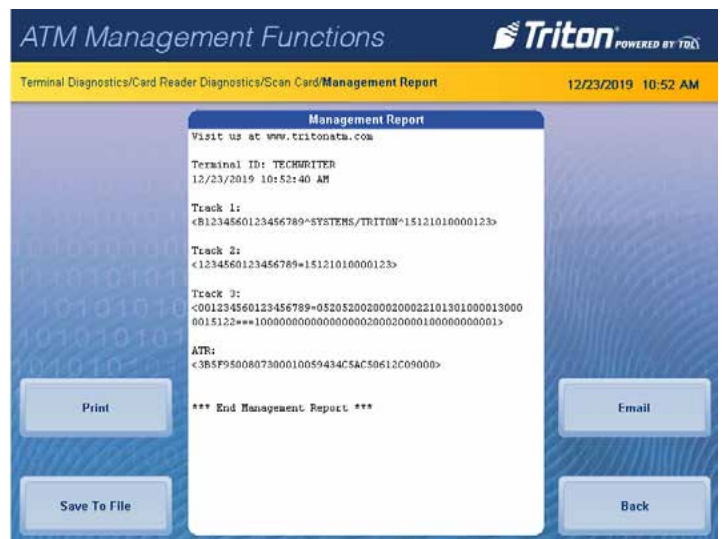 ATM Management Functions
Triton POWERED BY TDL
Terminal Diagnostics/Card Reader Diagnostics/Scan Card/Management Report
12/23/2019 10:52 AM
Management Report
Visit us at www.tritonatm.com
Terminal ID: TECHWRITER
12/23/2019 10:52:40 AM
Track 1:
<B1234560123456789^SYSTEMS/TRITON^15121010000123>
Track 2:
<1234560123456789=15121010000123>
Track 3:
<001234560123456789=052052002000200022101301000013000
0015122===100000000000000000200020000100000000001>
ATR:
<3B5F9500807300010059434C5AC50612C09000>
*** End Management Report ***
Print
Email
Save To File
Back